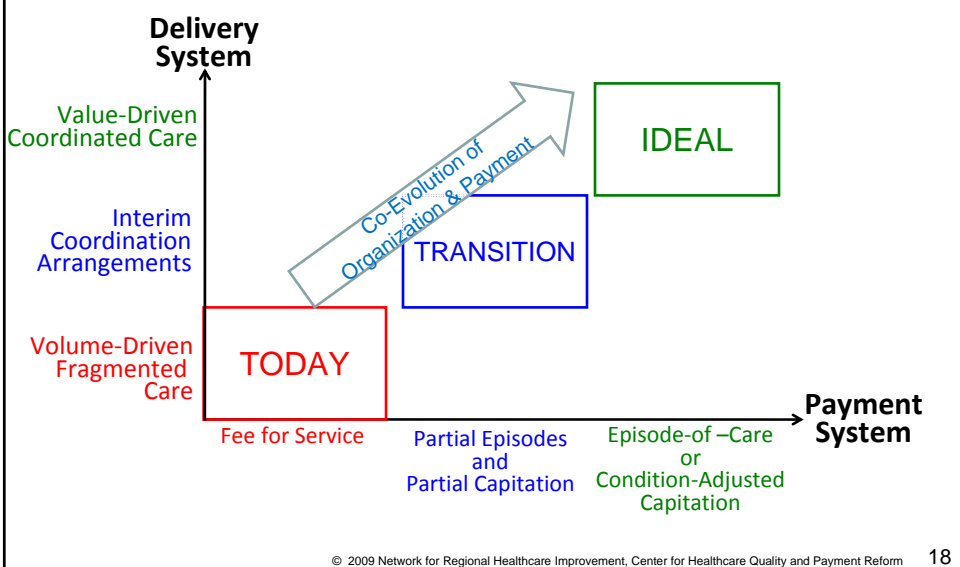 Delivery
System
Value-Driven
Coordinated Care
IDEAL
Co-Evolution of
Organization & Payment
Interim
Coordination
Arrangements
TRANSITION
Volume-Driven
Fragmented
Care
TODAY
Payment
System
Fee for Service
Partial Episodes
and
Partial Capitation
Episode-of –Care
or
Condition-Adjusted
Capitation
© 2009 Network for Regional Healthcare Improvement, Center for Healthcare Quality and Payment Reform 18